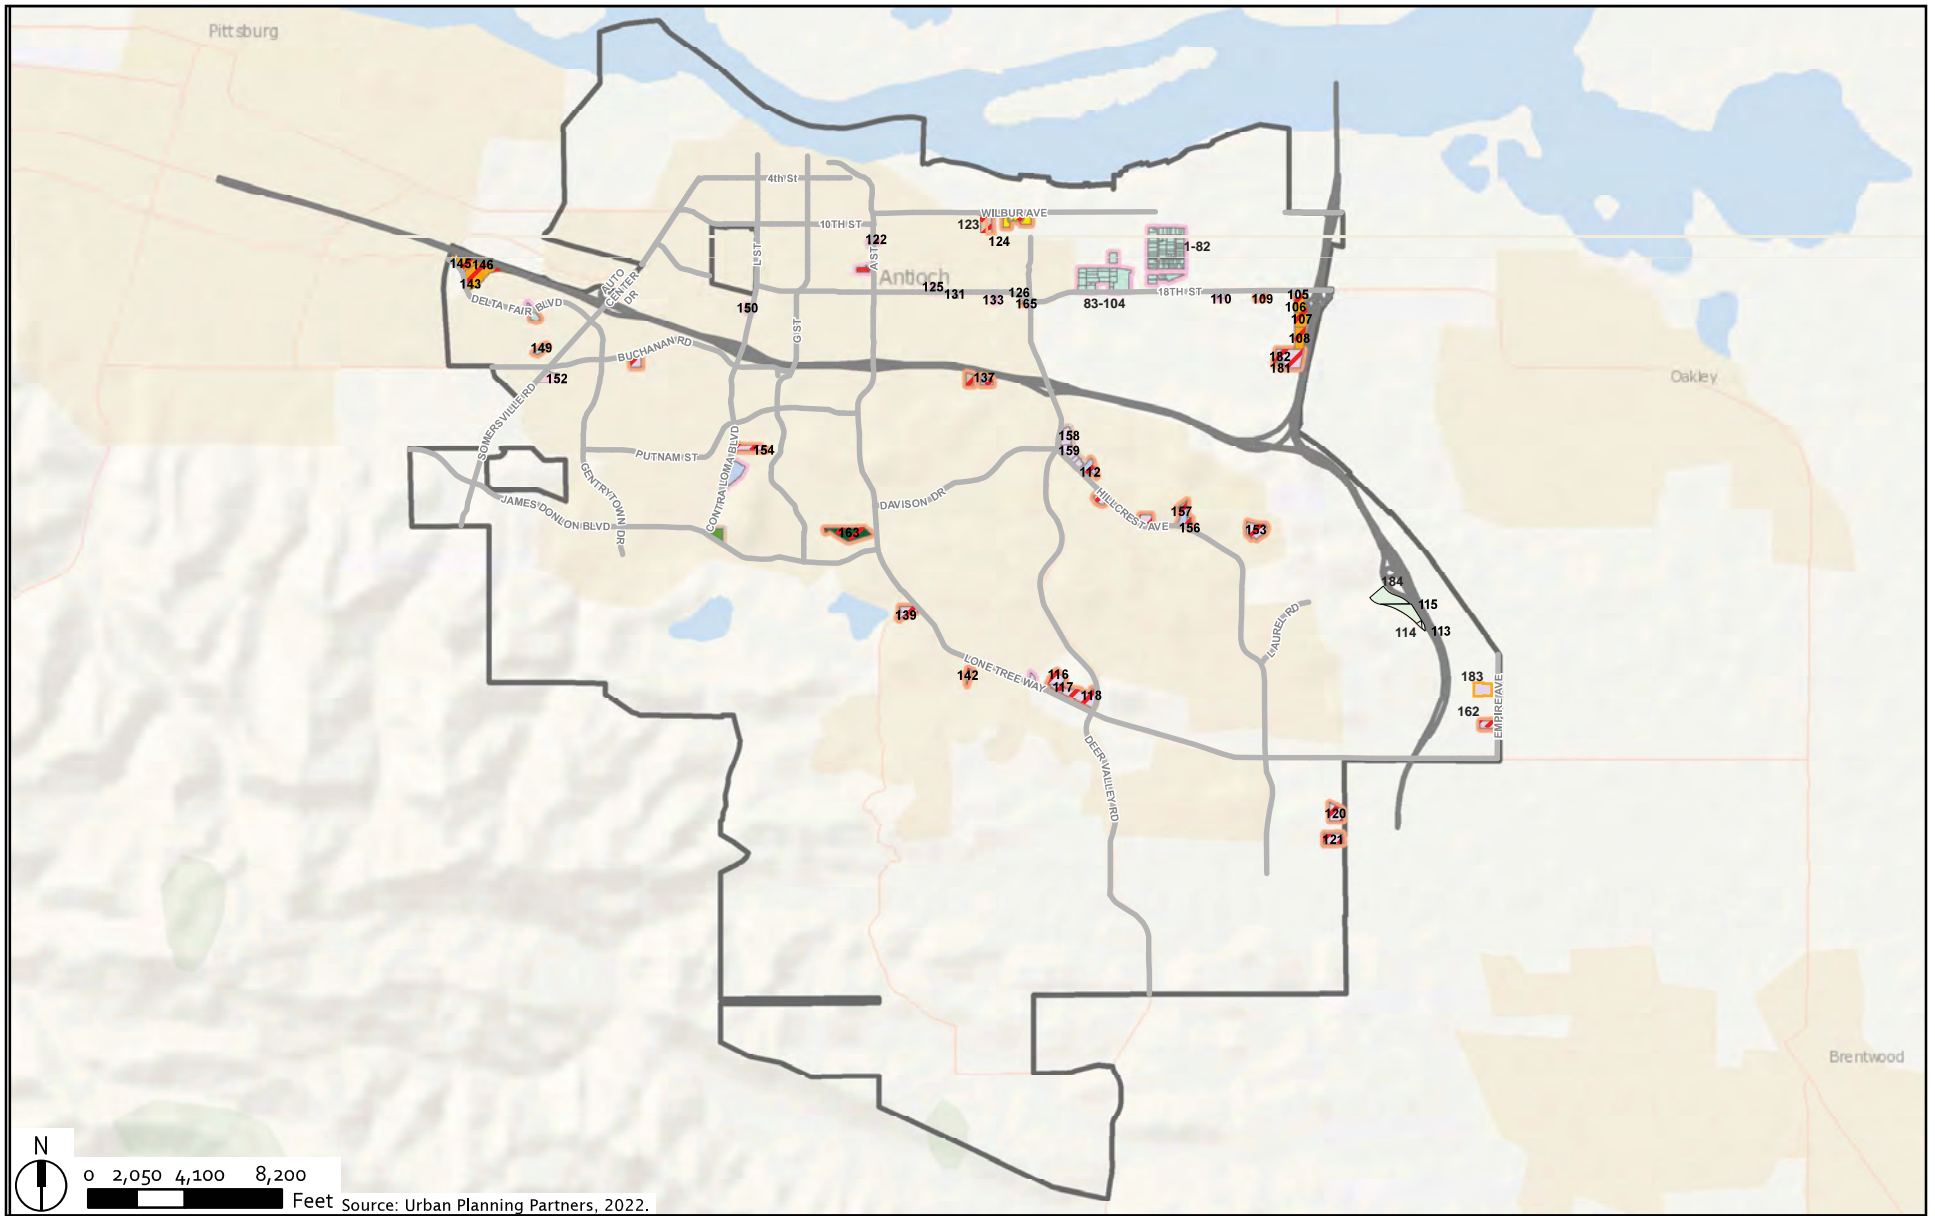 Pittsburg
4th St
10TH ST
WILBUR AVE
123
124
122
L ST
A ST
1-82
145
146
143
AUTO
CENTER
DR
Antioch
DELTA FAIR BLVD
125
131
133
126
165
83-104
18TH ST
110
109
105
106
107
108
150
G ST
149
BUCHANAN RD
182
181
152
137
Oakley
SOMERSVILLE RD
158
159
PUTNAM ST
154
112
CONTRA LOMA BLVD
GENTRYTOWN DR
DAVISON DR
JAMES DONLON BLVD
HILLCREST AVE
157
156
153
163
184
115
114
113
139
LAUREL RD
142
LONE TREE WAY
116
117
118
183
162
EMPIRE AVE
DEER VALLEY RD
120
121
Brentwood
N
0 2,050 4,100 8,200
Feet
Source: Urban Planning Partners, 2022.